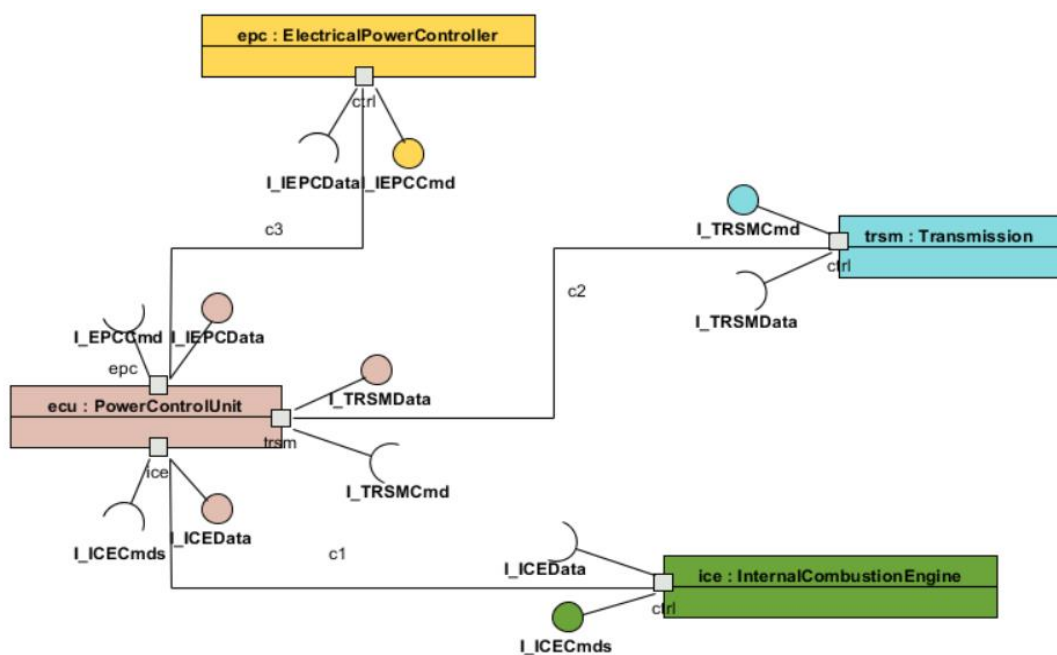 epc : ElectricalPowerController
ctrl
I_IEPCData
I_IEPCCmd
c3
I_TRSMCmd
trsm : Transmission
ctrl
c2
I_TRSMData
I_EPCCmd
I_IEPCData
epc
ecu : PowerControlUnit
I_TRSMData
trsm
ice
I_TRSMCmd
I_ICEData
I_ICECmds
c1
I_ICEData
ice : InternalCombustionEngine
ctrl
I_ICECmds